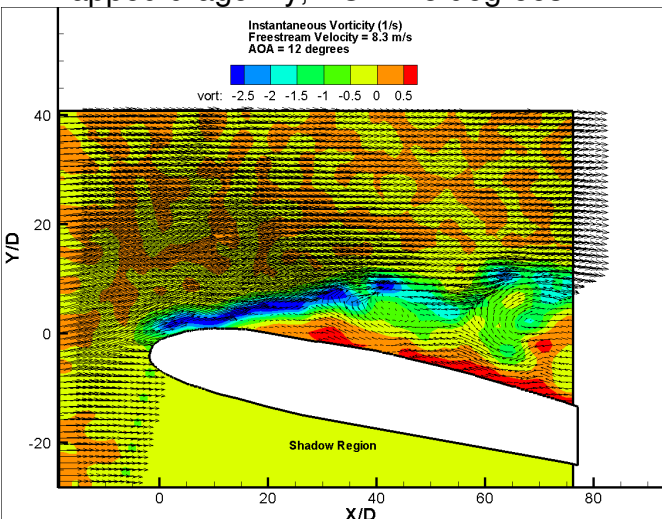 Instantaneous Vorticity (1/s)
Freestream Velocity = 8.3 m/s
AOA = 12 degrees
vort: -2.5 -2 -1.5 -1 -0.5 0 0.5
40
20
Y/D
0
-20
Shadow Region
0 20 40 60 80
X/D